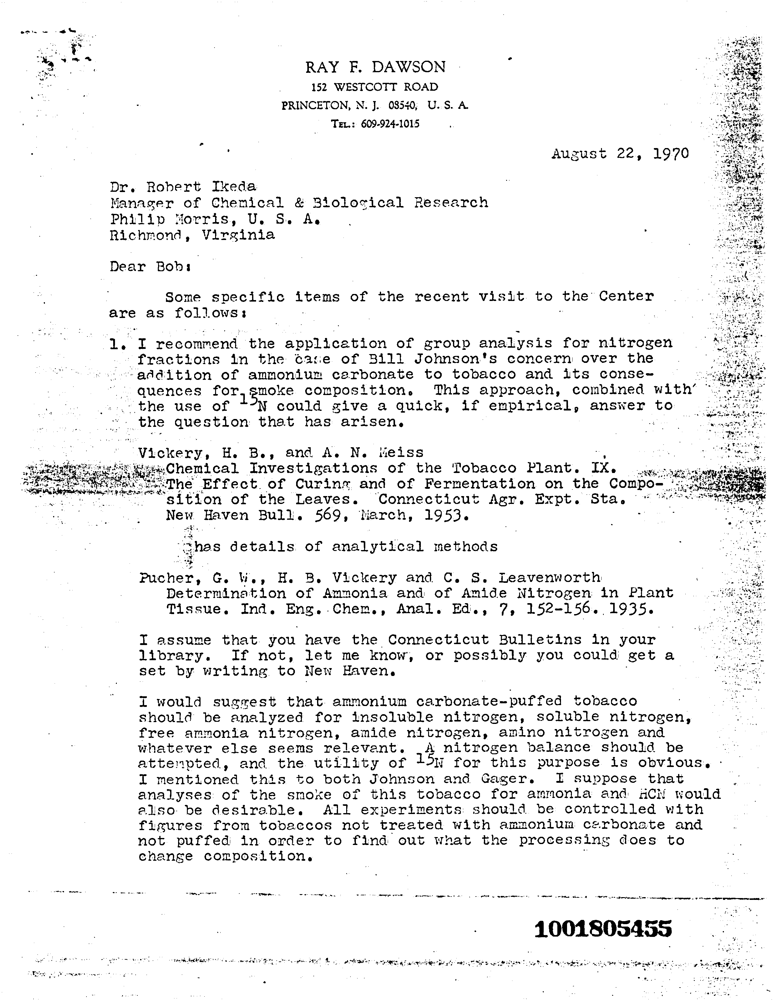 RAY F. DAWSON
152 WESTCOTT ROAD
PRINCETON, N. J. 08540, U. S. A.
TEL.: 609-924-1015
August 22, 1970
Dr. Robert Ikeda
Manager of Chemical & Biological Research
Philip Morris, U. S. A.
Richmond, Virginia
Dear Bob:
Some specific items of the recent visit to the Center
are as follows:
1. I recommend the application of group analysis for nitrogen
fractions in the case of Bill Johnson's concern over the
addition of ammonium carbonate to tobacco and its conse-
quences for smoke composition. This approach, combined with
the use of 15N could give a quick, if empirical, answer to
the question that has arisen.
Vickery, H. B., and A. N. Meiss
Chemical Investigations of the Tobacco Plant. IX.
The Effect of Curing and of Fermentation on the Compo-
sition of the Leaves. Connecticut Agr. Expt. Sta.
New Haven Bull. 569, March, 1953.
has details of analytical methods
Pucher, G. W., H. B. Vickery and C. S. Leavenworth
Determination of Ammonia and of Amide Nitrogen in Plant
Tissue. Ind. Eng. Chem., Anal. Ed., 7, 152-156. 1935.
I assume that you have the Connecticut Bulletins in your
library. If not, let me know, or possibly you could get a
set by writing to New Haven.
I would suggest that ammonium carbonate-puffed tobacco
should be analyzed for insoluble nitrogen, soluble nitrogen,
free ammonia nitrogen, amide nitrogen, amino nitrogen and
whatever else seems relevant. A nitrogen balance should be
attempted, and the utility of 15N for this purpose is obvious.
I mentioned this to both Johnson and Gager. I suppose that
analyses of the smoke of this tobacco for ammonia and HCN would
also be desirable. All experiments should be controlled with
figures from tobaccos not treated with ammonium carbonate and
not puffed in order to find out what the processing does to
change composition.
1001805455